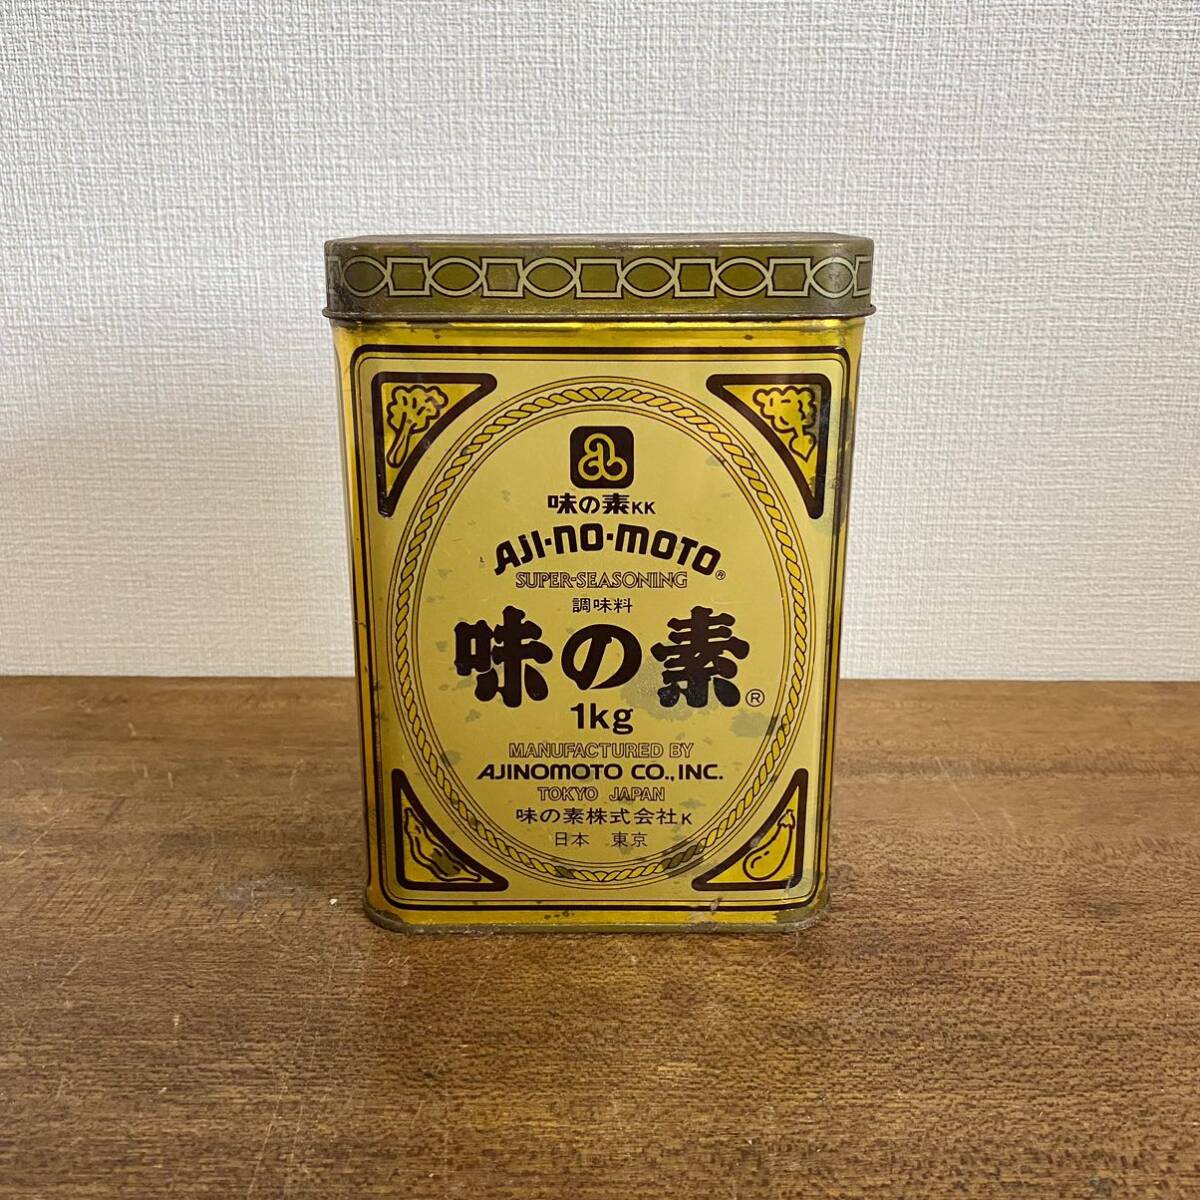 味の素KK
AJI-NO-MOTO®
SUPER-SEASONING
調味料
味の素®
1kg
MANUFACTURED BY
AJINOMOTO CO., INC.
TOKYO JAPAN
味の素株式会社K
日本 東京